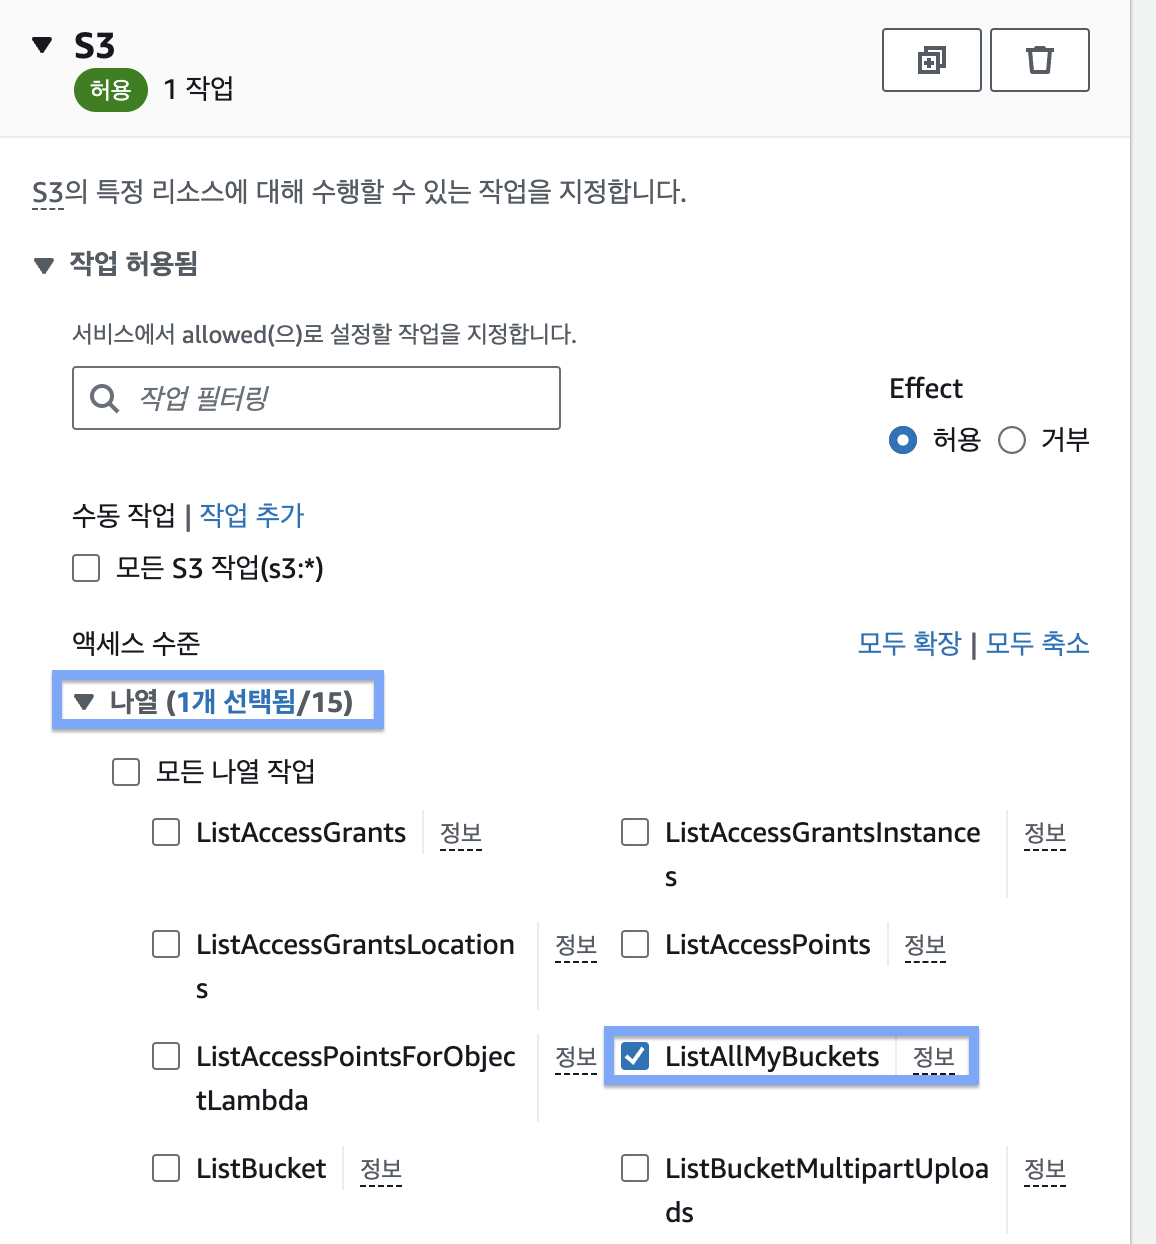 S3
허용 1 작업
S3의 특정 리소스에 대해 수행할 수 있는 작업을 지정합니다.
작업 허용됨
서비스에서 allowed(으)로 설정할 작업을 지정합니다.
작업 필터링
Effect
허용 거부
수동 작업 | 작업 추가
모든 S3 작업(s3:*)
액세스 수준 모두 확장 | 모두 축소
나열 (1개 선택됨/15)
모든 나열 작업
ListAccessGrants 정보
ListAccessGrantsInstance 정보
s
ListAccessGrantsLocation 정보
s
ListAccessPoints 정보
ListAccessPointsForObjec 정보
tLambda
ListAllMyBuckets 정보
ListBucket 정보
ListBucketMultipartUploa 정보
ds